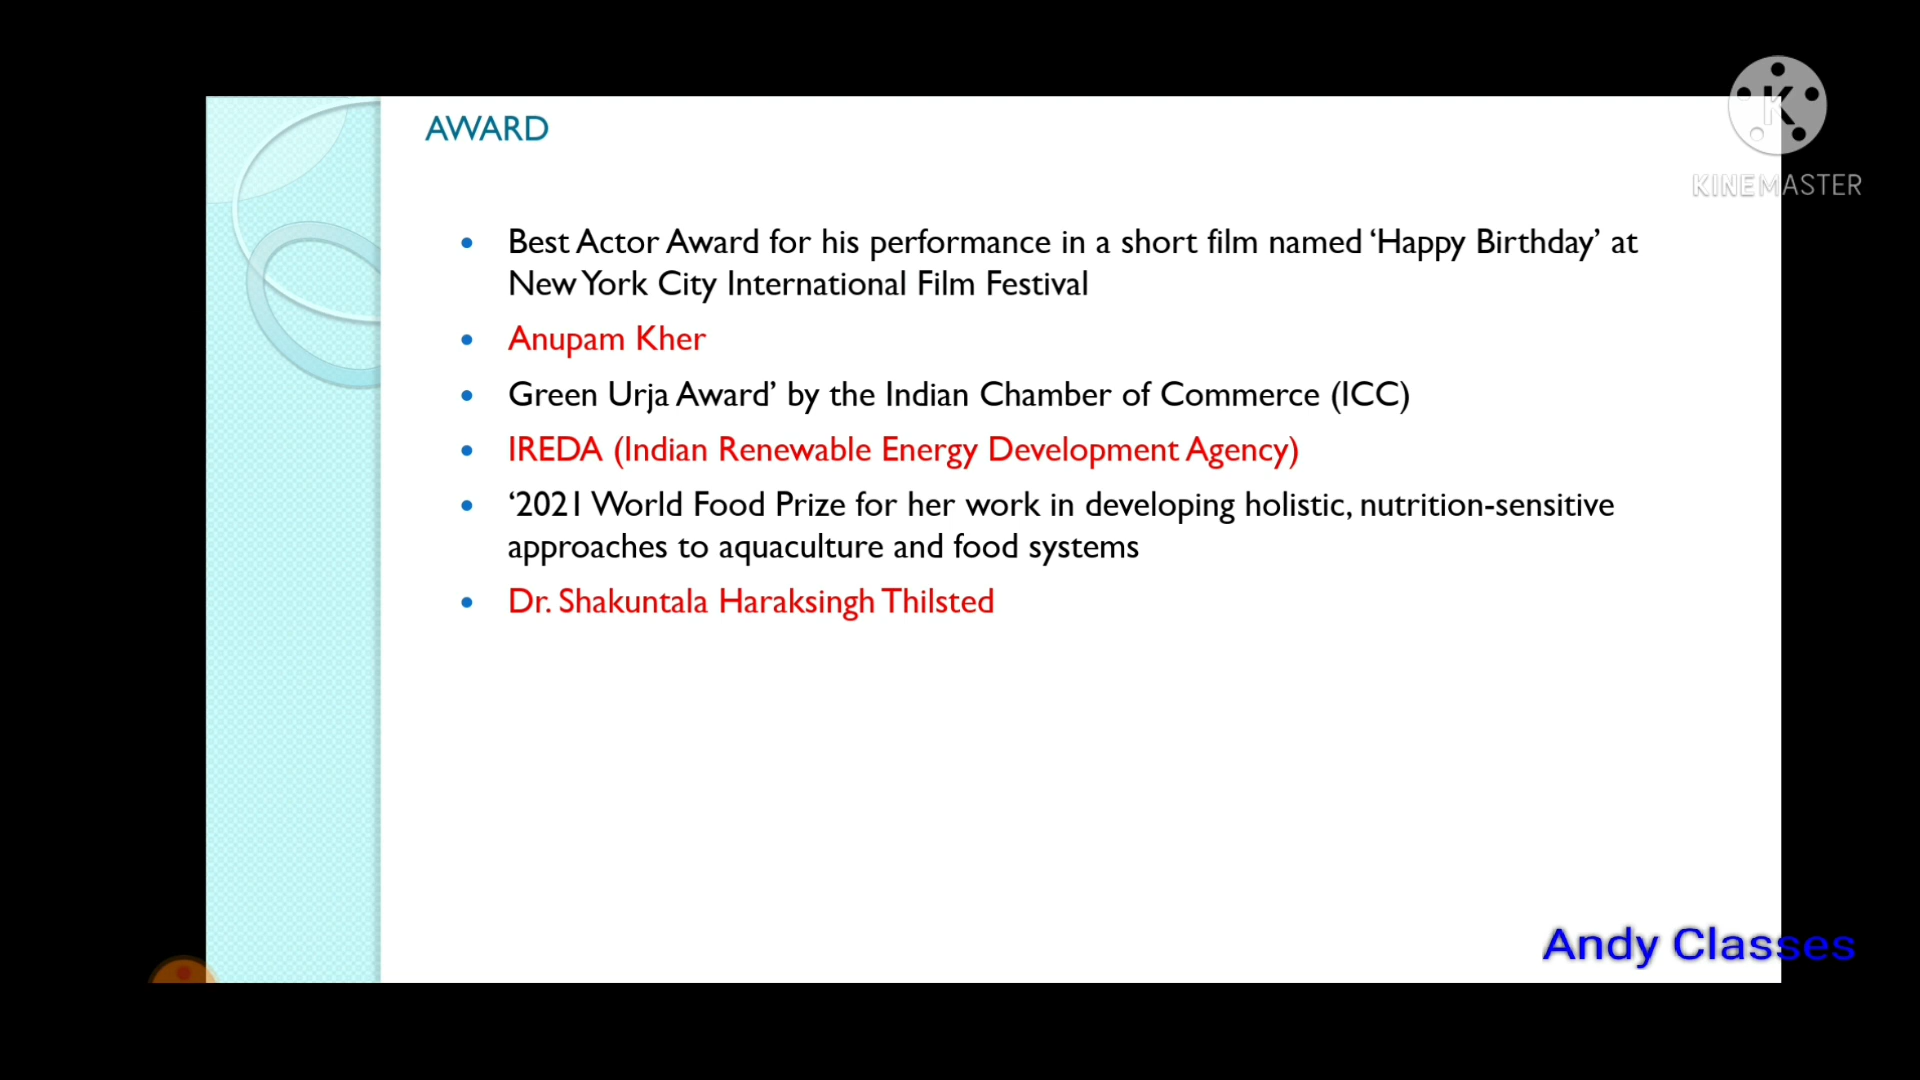 AWARD
K
KINEMASTER
• Best Actor Award for his performance in a short film named ‘Happy Birthday’ at
New York City International Film Festival
• Anupam Kher
• Green Urja Award’ by the Indian Chamber of Commerce (ICC)
• IREDA (Indian Renewable Energy Development Agency)
• ‘2021 World Food Prize for her work in developing holistic, nutrition-sensitive
approaches to aquaculture and food systems
• Dr. Shakuntala Haraksingh Thilsted
Andy Classes